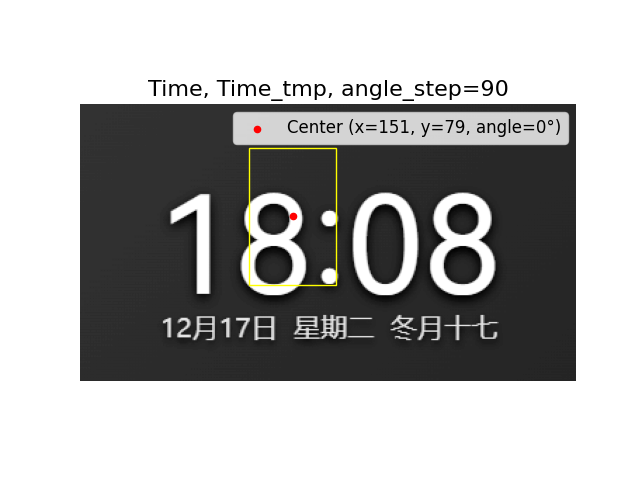 Time, Time_tmp, angle_step=90
Center (x=151, y=79, angle=0°)
18:08
12月17日 星期二 冬月十七